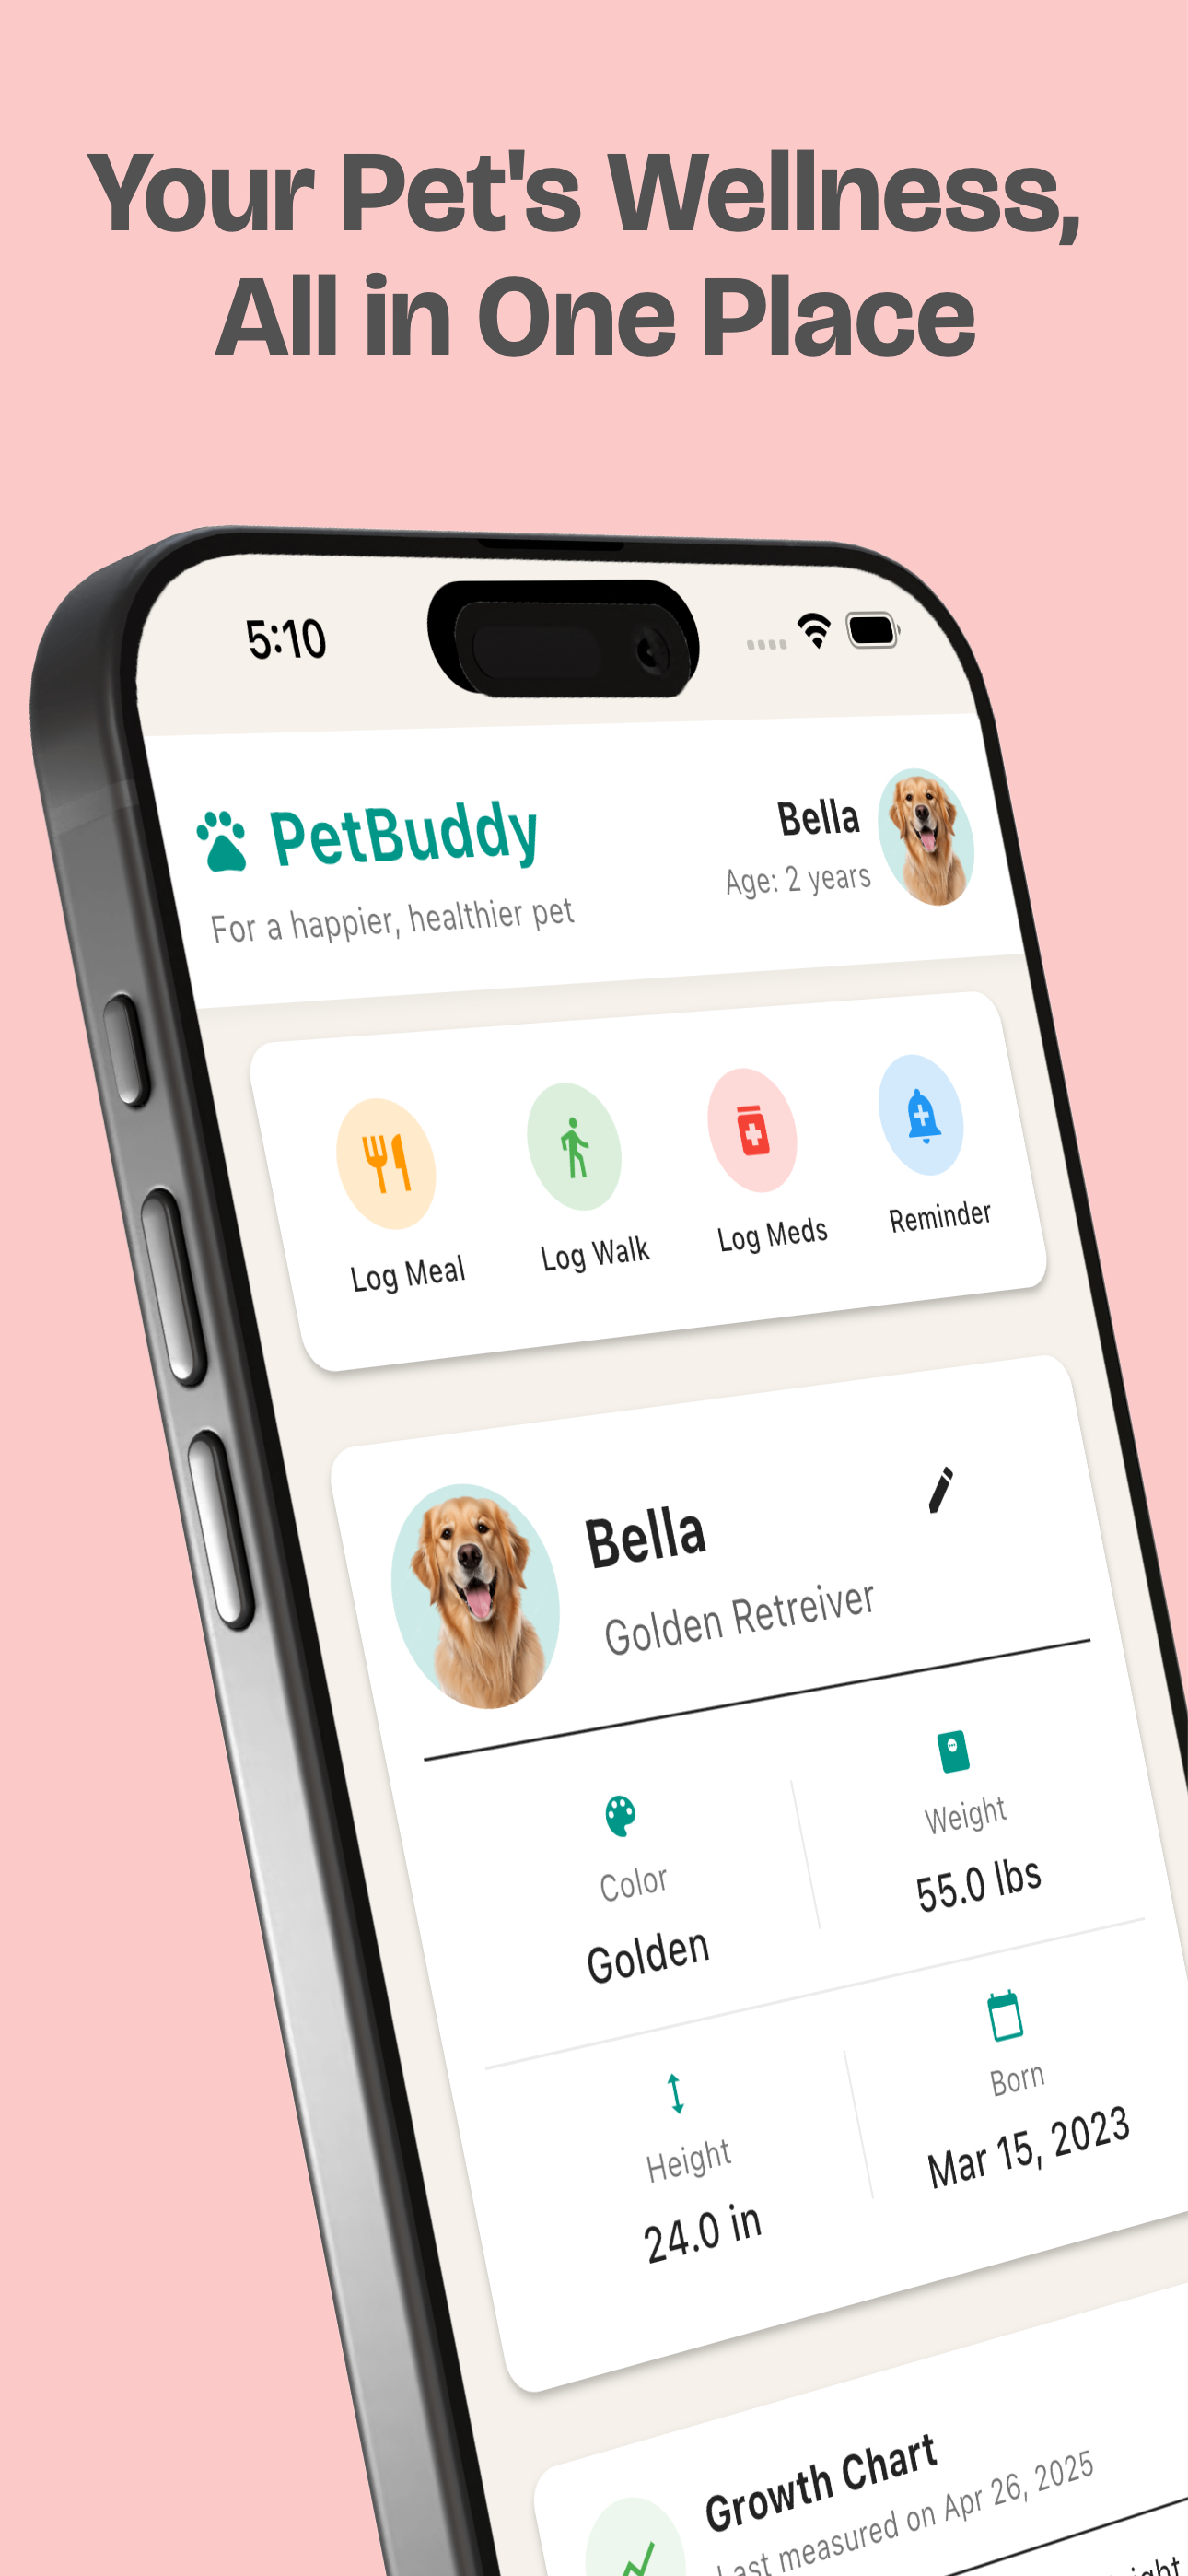 Your Pet's Wellness,
All in One Place
5:10
PetBuddy
For a happier, healthier pet
Bella
Age: 2 years
Log Meal
Log Walk
Log Meds
Reminder
Bella
Golden Retreiver
Color
Golden
Weight
55.0 lbs
Height
24.0 in
Born
Mar 15, 2023
Growth Chart
Last measured on Apr 26, 2025